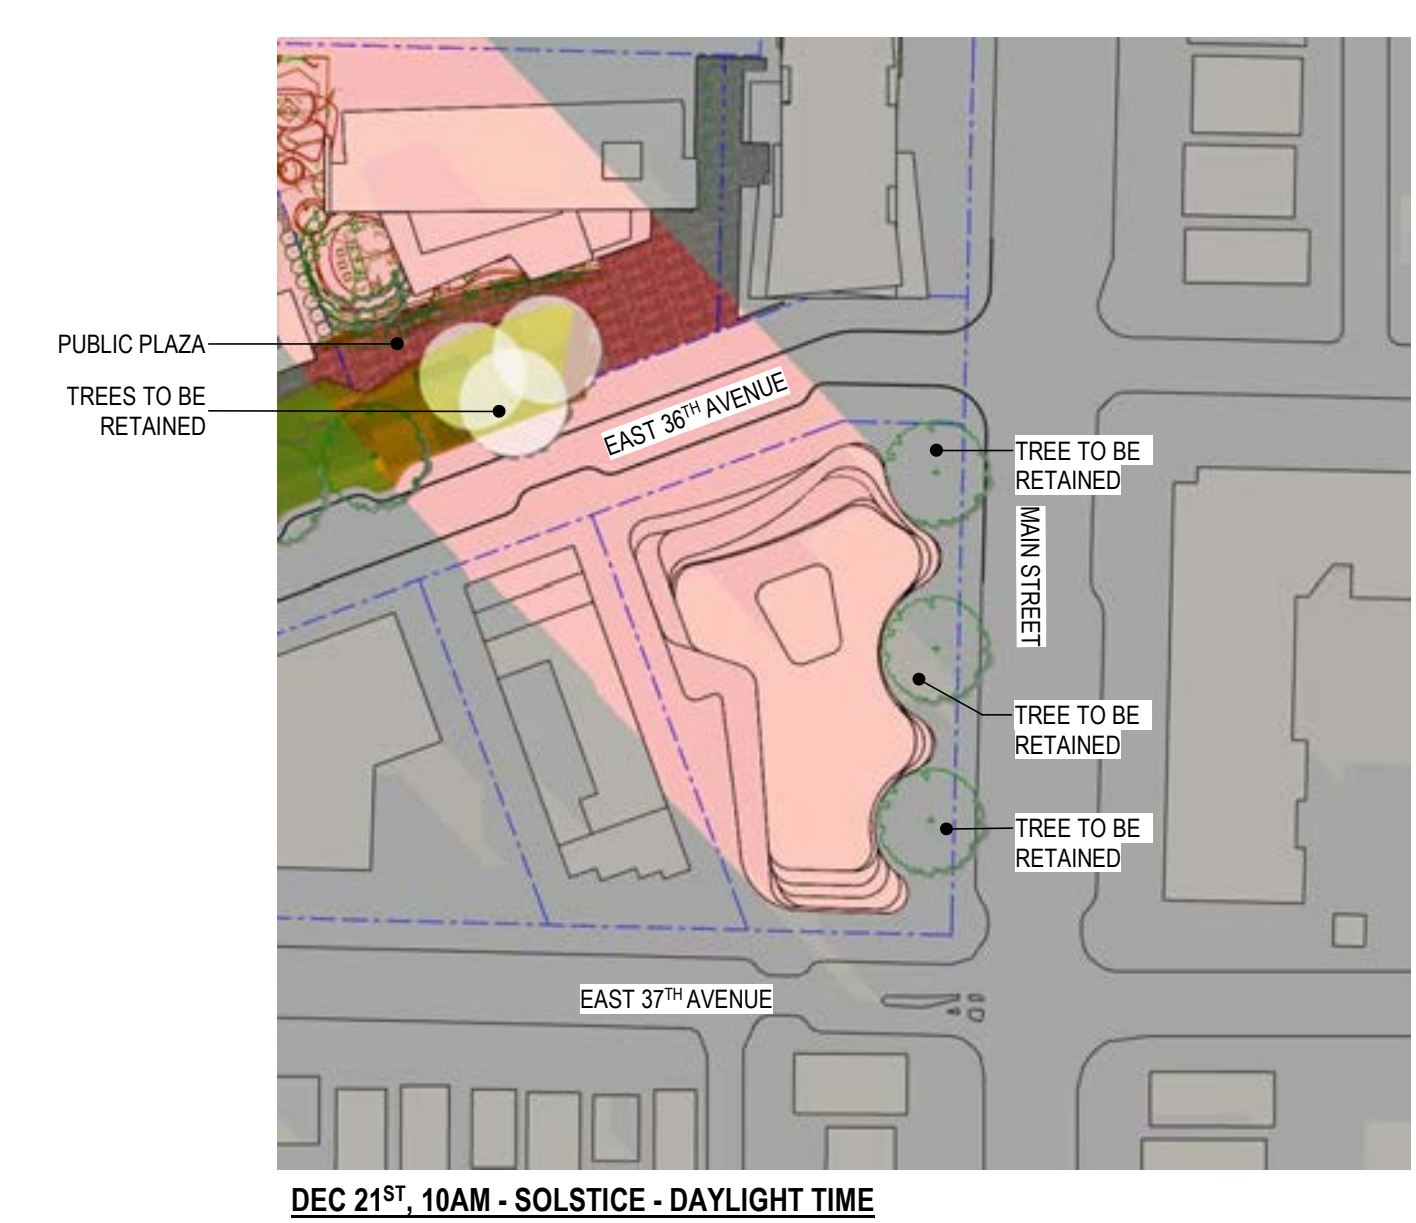 PUBLIC PLAZA
TREES TO BE
RETAINED
EAST 36TH AVENUE
TREE TO BE
RETAINED
MAIN STREET
TREE TO BE
RETAINED
TREE TO BE
RETAINED
EAST 37TH AVENUE
DEC 21ST, 10AM - SOLSTICE - DAYLIGHT TIME